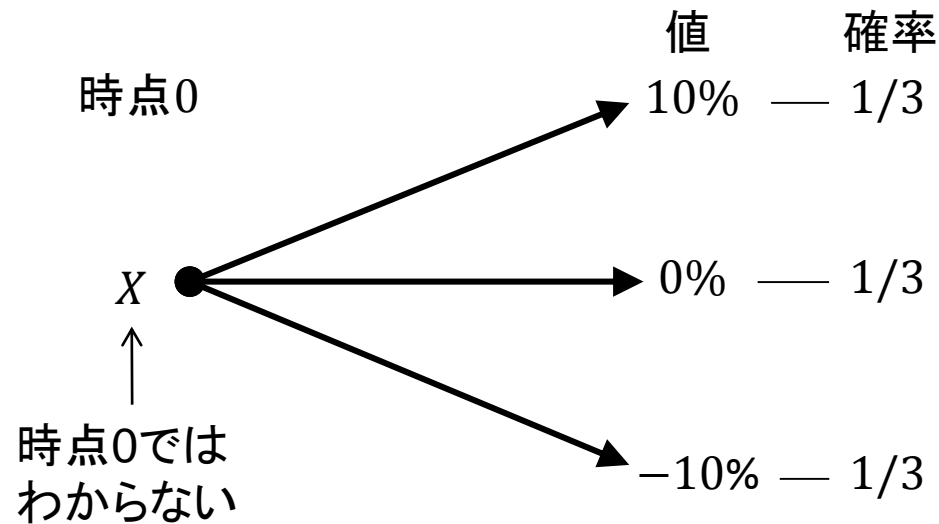 値 確率
時点0
10% — 1/3
X
0% — 1/3
時点0では
わからない
−10% — 1/3